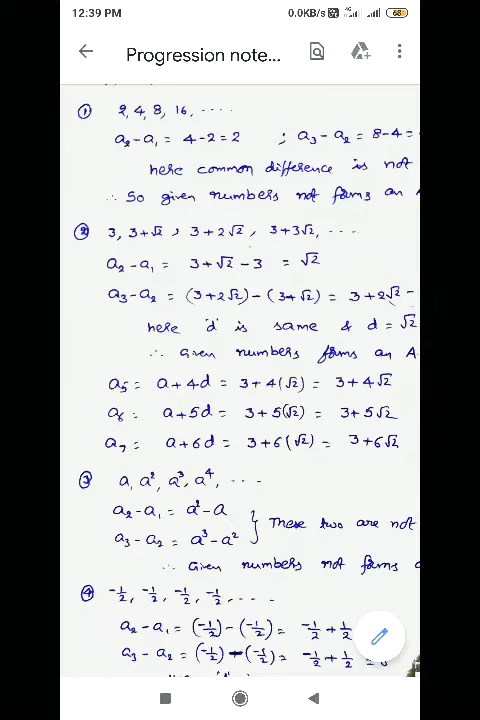 12:39 PM 0.0KB/s 4G 68
Progression note...
① 2, 4, 8, 16, ....
a₂-a₁ = 4-2 = 2 ; a₃-a₂ = 8-4 =
here common difference is not
∴ So given numbers not forms an A
② 3, 3+√2, 3+2√2, 3+3√2, ....
a₂-a₁ = 3+√2-3 = √2
a₃-a₂ = (3+2√2)-(3+√2) = 3+2√2-
here 'd' is same & d = √2
∴ Given numbers forms an A
a₅ = a+4d = 3+4(√2) = 3+4√2
a₆ = a+5d = 3+5(√2) = 3+5√2
a₇ = a+6d = 3+6(√2) = 3+6√2
③ a, a², a³, a⁴, ....
a₂-a₁ = a²-a
a₃-a₂ = a³-a² } These two are not
∴ Given numbers not forms a
④ -1/2, -1/2, -1/2, -1/2, ....
a₂-a₁ = (-1/2)-(-1/2) = -1/2+1/2
a₃-a₂ = (-1/2)-(-1/2) = -1/2+1/2 =